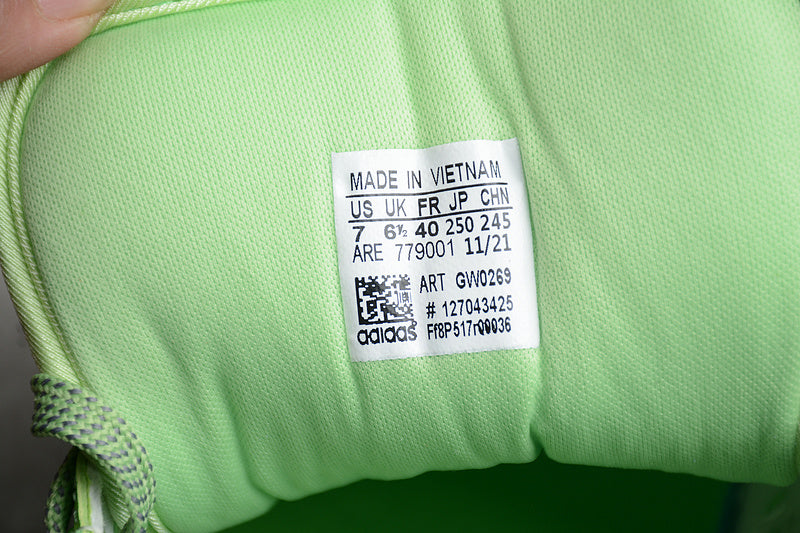 MADE IN VIETNAM
US UK FR JP CHN
7 6½ 40 250 245
ARE 779001 11/21
ART GW0269
# 127043425
adidas Ff8P517r00036